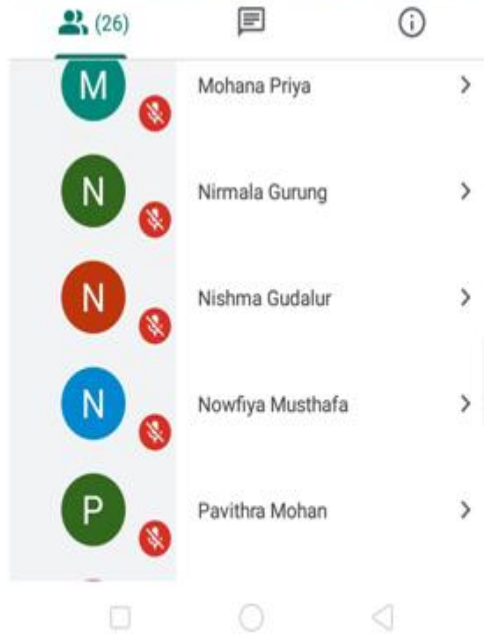 (26)
M Mohana Priya
N Nirmala Gurung
N Nishma Gudalur
N Nowfiya Musthafa
P Pavithra Mohan